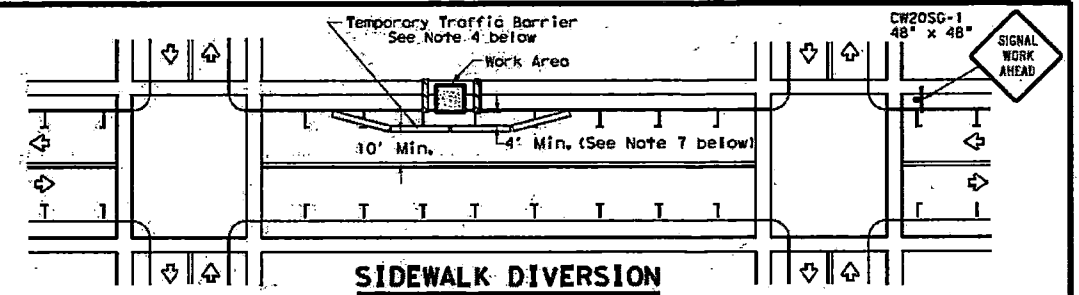 Temporary Traffic Barrier
See Note 4 below
Work Area
CW20SG-1
48" x 48"
SIGNAL
WORK
AHEAD
10' Min.
4' Min. (See Note 7 below)
SIDEWALK DIVERSION